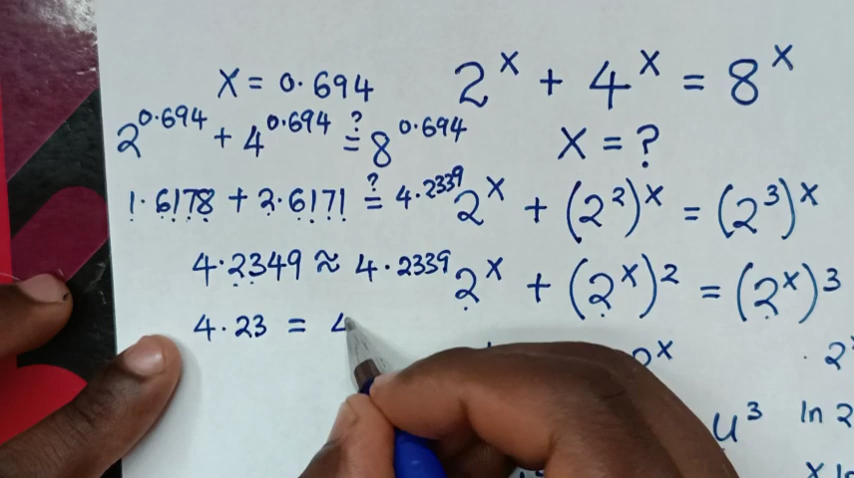 x = 0.694
2^0.694 + 4^0.694 ?= 8^0.694
1.6178 + 2.6171 ?= 4.2339
4.2349 ≈ 4.2339
4.23 = 4
2^x + 4^x = 8^x
x = ?
2^x + (2^2)^x = (2^3)^x
2^x + (2^x)^2 = (2^x)^3
u^3
ln 2